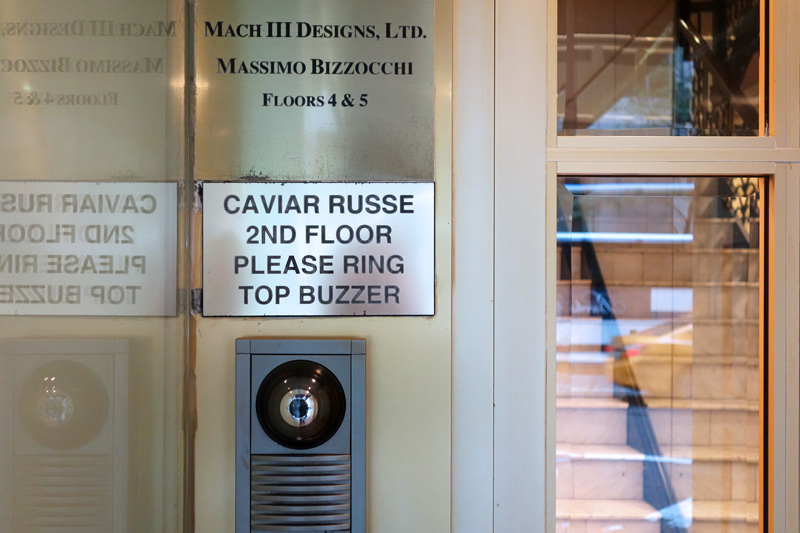 MACH III DESIGNS, LTD.
MASSIMO BIZZOCCHI
FLOORS 4 & 5
CAVIAR RUSSE
2ND FLOOR
PLEASE RING
TOP BUZZER